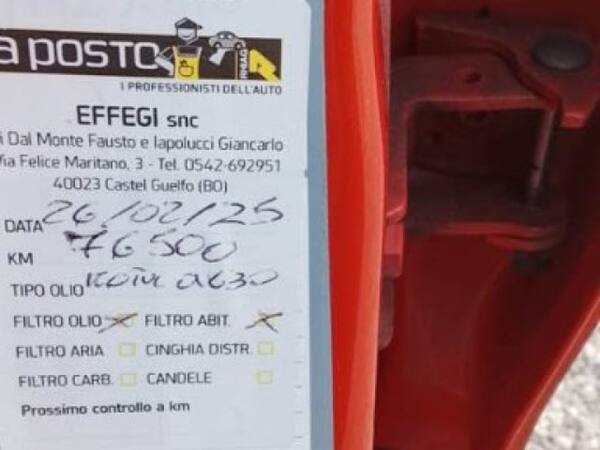 a POSTO
RHIAG
I PROFESSIONISTI DELL'AUTO
EFFEGI snc
i Dal Monte Fausto e Iapolucci Giancarlo
Via Felice Maritano, 3 - Tel. 0542-692951
40023 Castel Guelfo (BO)
DATA 26/02/25
KM 76500
TIPO OLIO 0W30
FILTRO OLIO FILTRO ABIT.
FILTRO ARIA CINGHIA DISTR.
FILTRO CARB. CANDELE
Prossimo controllo a km